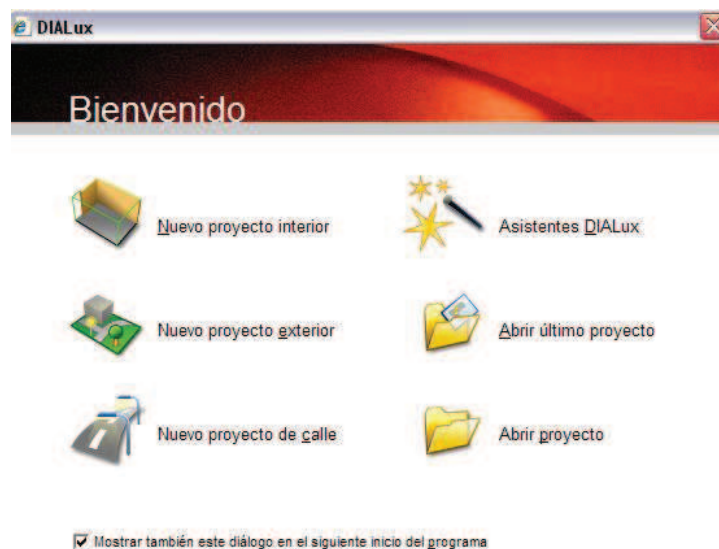 DIALux
Bienvenido
Nuevo proyecto interior
Asistentes DIALux
Nuevo proyecto exterior
Abrir último proyecto
Nuevo proyecto de calle
Abrir proyecto
Mostrar también este diálogo en el siguiente inicio del programa